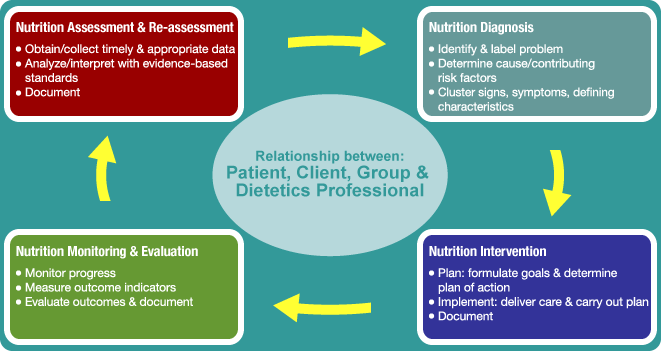 Nutrition Assessment & Re-assessment
• Obtain/collect timely & appropriate data
• Analyze/interpret with evidence-based
standards
• Document
Nutrition Diagnosis
• Identify & label problem
• Determine cause/contributing
risk factors
• Cluster signs, symptoms, defining
characteristics
Relationship between:
Patient, Client, Group &
Dietetics Professional
Nutrition Monitoring & Evaluation
• Monitor progress
• Measure outcome indicators
• Evaluate outcomes & document
Nutrition Intervention
• Plan: formulate goals & determine
plan of action
• Implement: deliver care & carry out plan
• Document